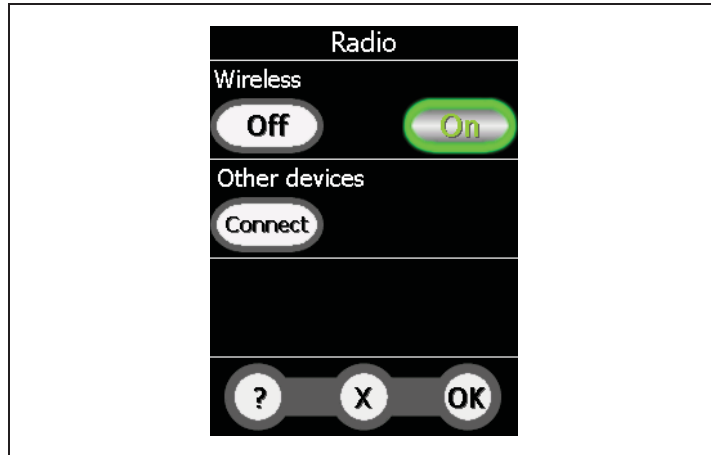 Radio
Wireless
Off On
Other devices
Connect
? X OK